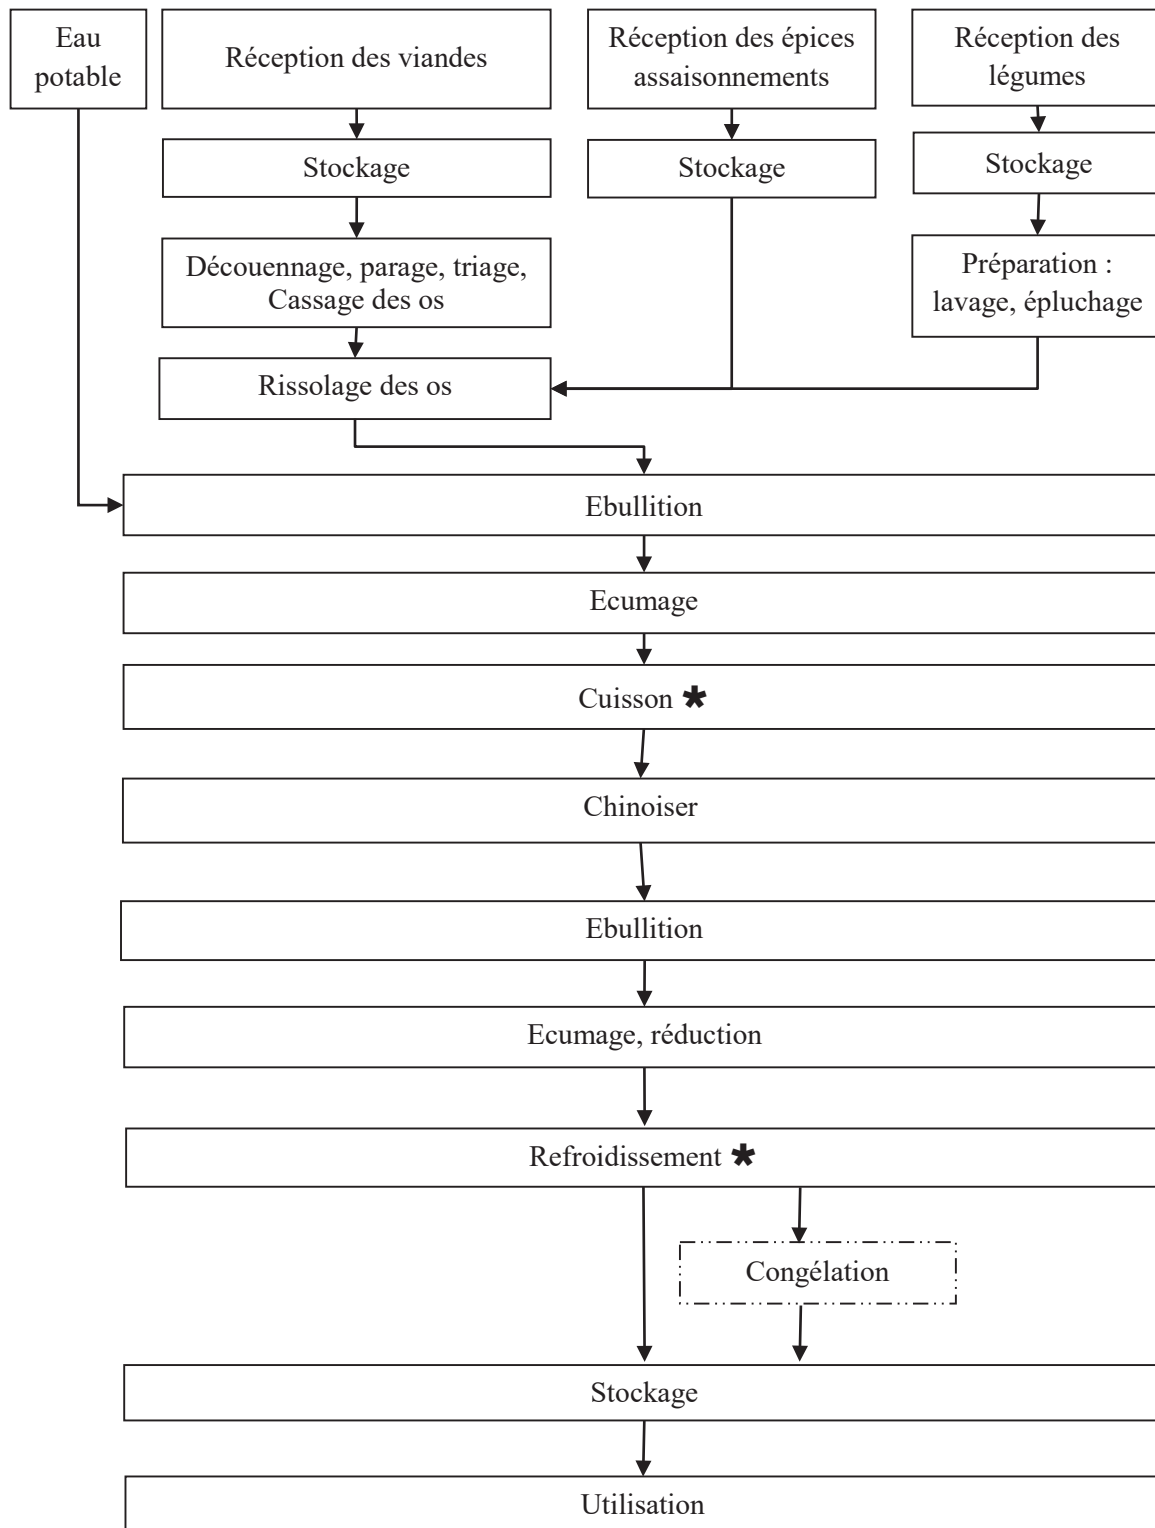 Eau
potable
Réception des viandes
Réception des épices
assaisonnements
Réception des
légumes
Stockage
Stockage
Stockage
Découennage, parage, triage,
Cassage des os
Préparation :
lavage, épluchage
Rissolage des os
Ebullition
Ecumage
Cuisson *
Chinoiser
Ebullition
Ecumage, réduction
Refroidissement *
Congélation
Stockage
Utilisation